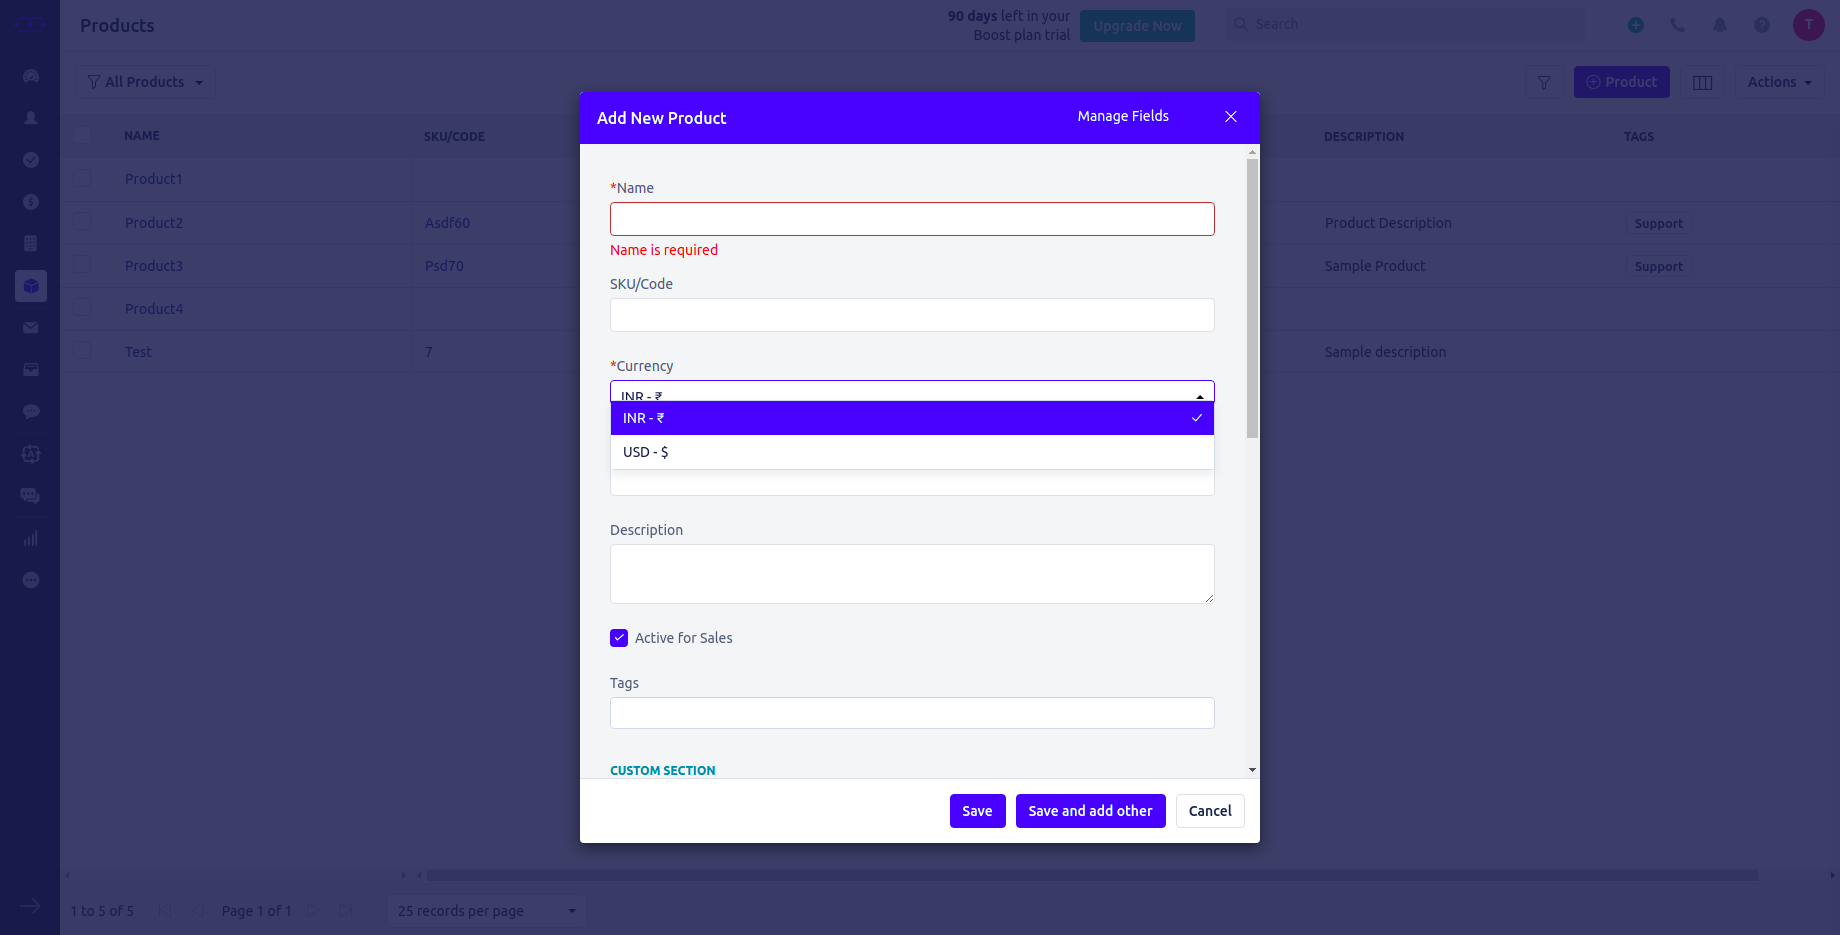 Products
90 days left in your
Boost plan trial
Upgrade Now
Search
T
All Products
Product
Actions
NAME
SKU/CODE
DESCRIPTION
TAGS
Product1
Product2
Asdf60
Product Description
Support
Product3
Psd70
Sample Product
Support
Product4
Test
7
Sample description
Add New Product
Manage Fields
*Name
Name is required
SKU/Code
*Currency
INR - ₹
INR - ₹
USD - $
Description
Active for Sales
Tags
CUSTOM SECTION
Save
Save and add other
Cancel
1 to 5 of 5
Page 1 of 1
25 records per page